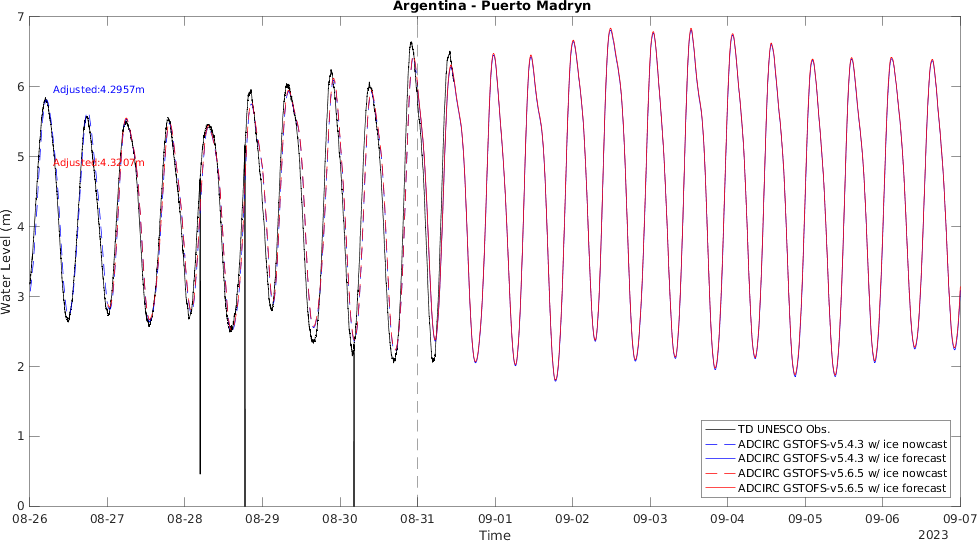 Argentina - Puerto Madryn
7
6
5
4
3
2
1
0
Water Level (m)
Adjusted:4.2957m
Adjusted:4.3207m
TD UNESCO Obs.
ADCIRC GSTOFS-v5.4.3 w/ ice nowcast
ADCIRC GSTOFS-v5.4.3 w/ ice forecast
ADCIRC GSTOFS-v5.6.5 w/ ice nowcast
ADCIRC GSTOFS-v5.6.5 w/ ice forecast
08-26 08-27 08-28 08-29 08-30 08-31 09-01 09-02 09-03 09-04 09-05 09-06 09-07
Time
2023